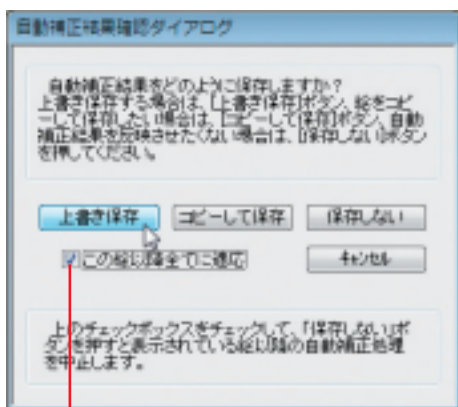 自動補正結果確認ダイアログ
自動補正結果をどのように保存しますか？
上書き保存する場合は、[上書き保存]ボタン、絵をコピ
ーして保存したい場合は、[コピーして保存]ボタン、自動
補正結果を反映させたくない場合は、[保存しない]ボタン
を押してください。
上書き保存 コピーして保存 保存しない
この絵以降全てに適応 キャンセル
上のチェックボックスをチェックして、「保存しない」ボ
タンを押すと表示されている絵以降の自動補正処理
を中止します。